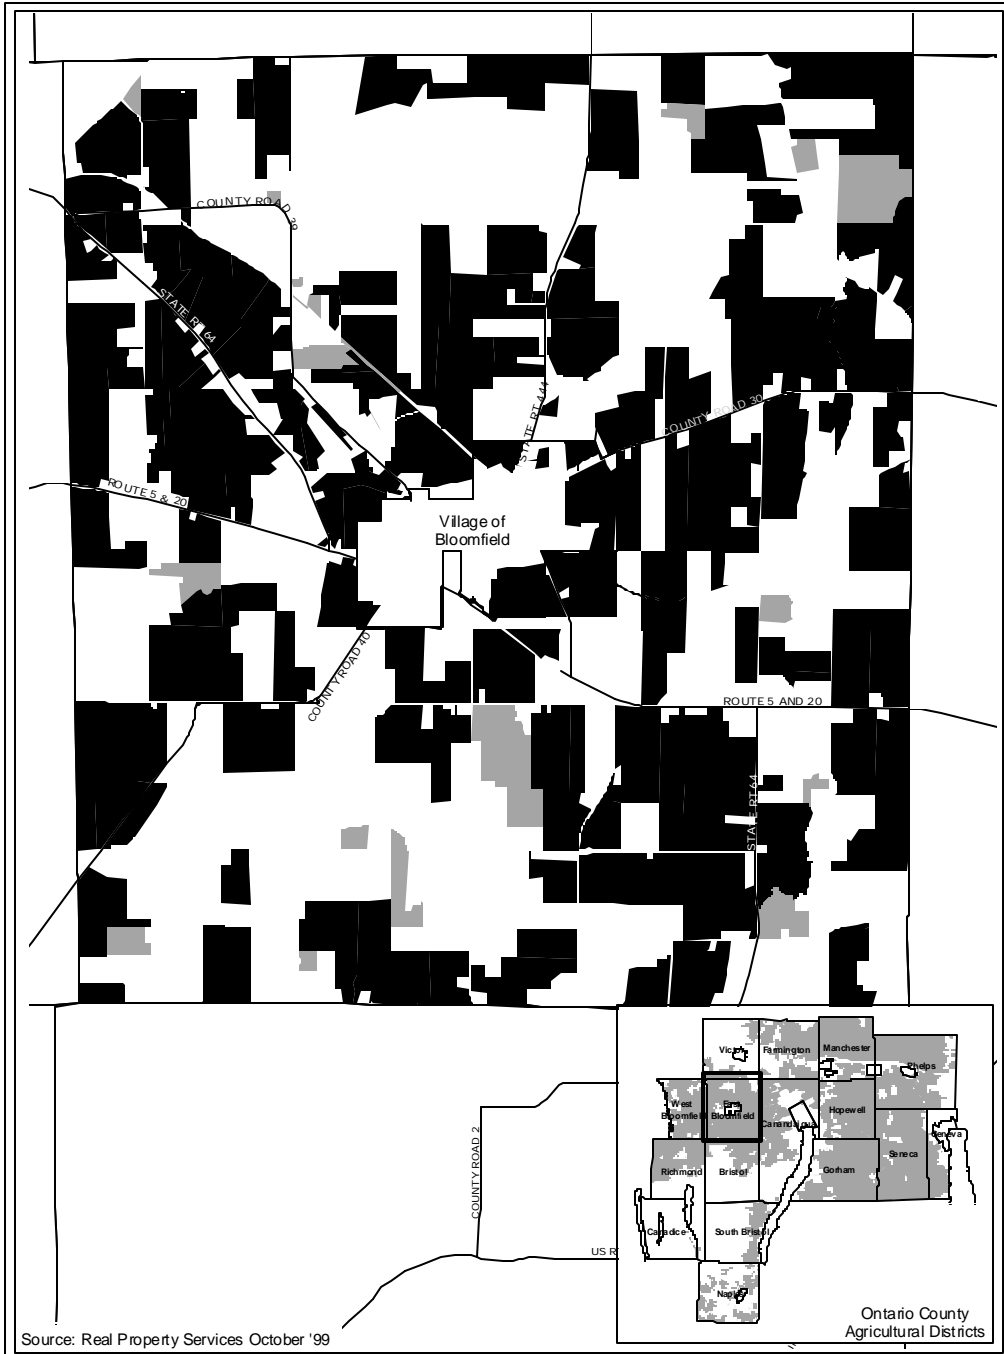 COUNTY ROAD 39
STATE RT 64
STATE RT 444
COUNTY ROAD 30
ROUTE 5 & 20
Village of
Bloomfield
COUNTY ROAD 40
ROUTE 5 AND 20
STATE RT 64
COUNTY ROAD 2
US R
Victor
Farmington
Manchester
Phelps
West
Bloomfield
East
Bloomfield
Canandaigua
Hopewell
Geneva
Seneca
Richmond
Bristol
Gorham
Canadice
South Bristol
Naples
Ontario County
Agricultural Districts
Source: Real Property Services October '99